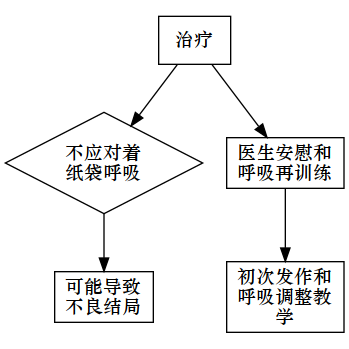 治疗
不应对着
纸袋呼吸
医生安慰和
呼吸再训练
可能导致
不良结局
初次发作和
呼吸调整教
学